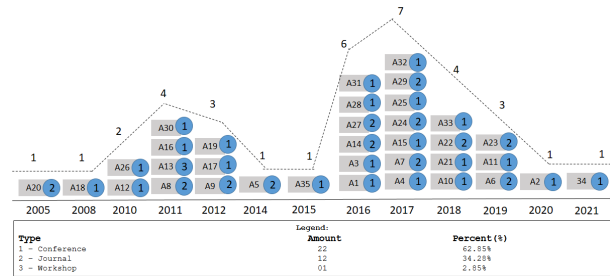 7
6
A32 1
4
A31 1
A29 2
4
3
A30 1
A28 1
A25 1
A33 1
3
2
A16 1
A19 1
A27 2
A24 2
A22 2
A23 2
1
1
A26 1
A13 3
A17 1
1
1
A14 2
A15 1
A21 1
A11 1
1
1
A3 1
A7 2
A20 2
A18 1
A12 1
A8 2
A9 2
A5 2
A35 1
A1 1
A4 1
A10 1
A6 2
A2 1
34 1
2005 2008 2010 2011 2012 2014 2015 2016 2017 2018 2019 2020 2021
Legend:
Type Amount Percent(%)
1 - Conference 22 62.85%
2 - Journal 12 34.28%
3 - Workshop 01 2.85%